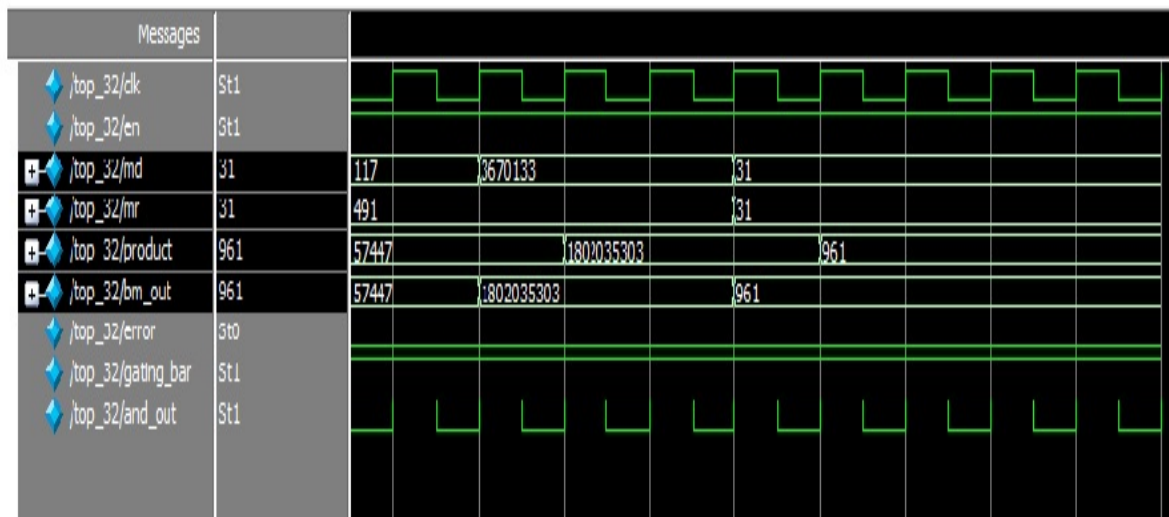 Messages
/top_32/clk St1
/top_32/en St1
/top_32/md 31 117 3670133 31
/top_32/mr 31 491 31
/top_32/product 961 57447 1802035303 961
/top_32/bm_out 961 57447 1802035303 961
/top_32/error St0
/top_32/gating_bar St1
/top_32/and_out St1